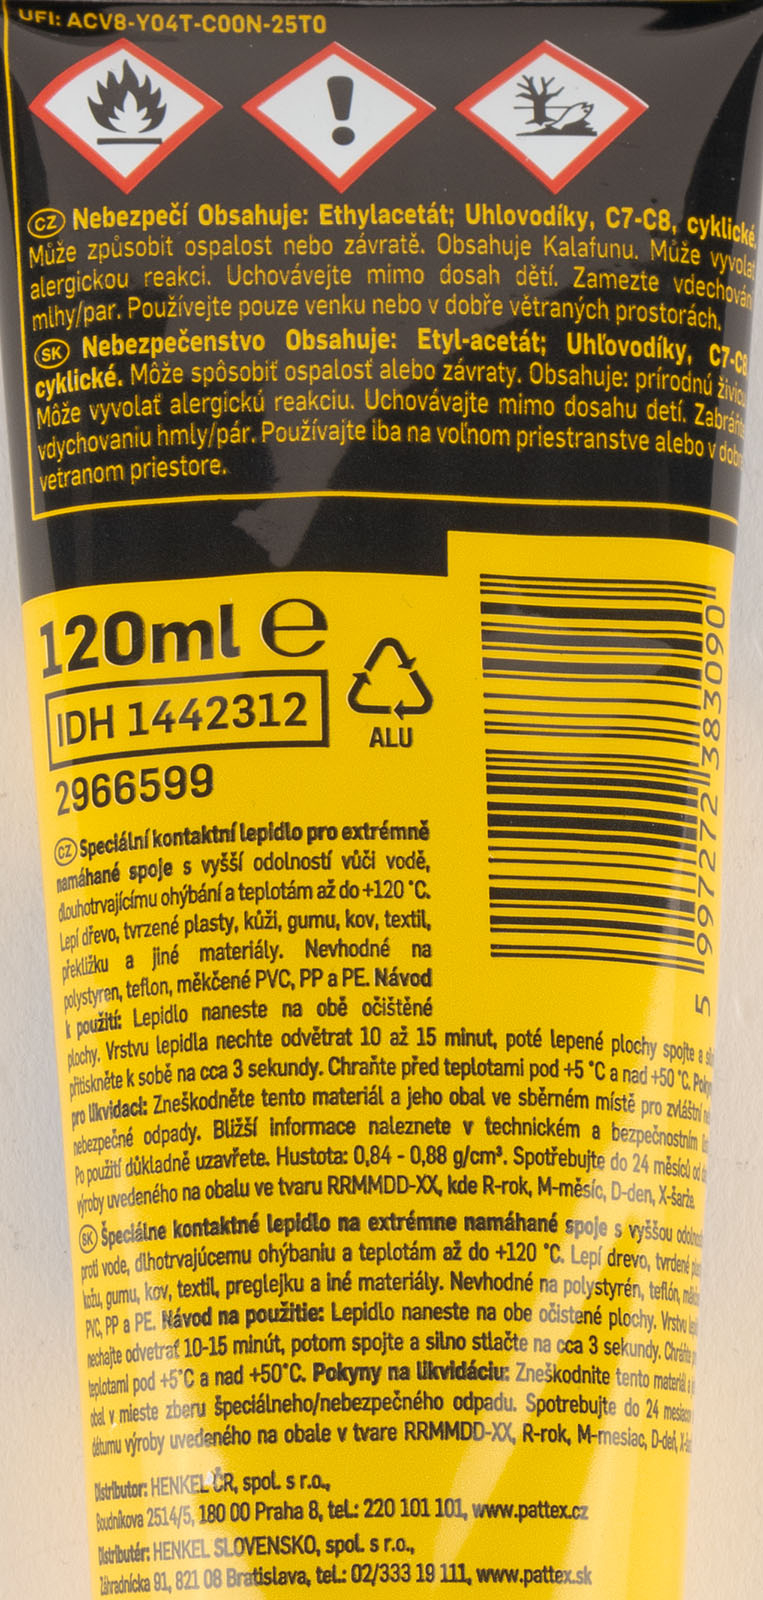 UFI: ACV8-Y04T-C00N-25T0
CZ Nebezpečí Obsahuje: Ethylacetát; Uhlovodíky, C7-C8, cyklické.
Může způsobit ospalost nebo závratě. Obsahuje Kalafunu. Může vyvolat
alergickou reakci. Uchovávejte mimo dosah dětí. Zamezte vdechování
mlhy/par. Používejte pouze venku nebo v dobře větraných prostorách.
SK Nebezpečenstvo Obsahuje: Etyl-acetát; Uhľovodíky, C7-C8
cyklické. Môže spôsobiť ospalosť alebo závraty. Obsahuje: prírodnú živicu
Môže vyvolať alergickú reakciu. Uchovávajte mimo dosahu detí. Zabráňte
vdychovaniu hmly/pár. Používajte iba na voľnom priestranstve alebo v dobre
vetranom priestore.
120ml e
IDH 1442312
ALU
2966599
5 997272 383090
CZ Speciální kontaktní lepidlo pro extrémně
namáhané spoje s vyšší odolností vůči vodě,
dlouhotrvajícímu ohýbání a teplotám až do +120 °C.
Lepí dřevo, tvrzené plasty, kůži, gumu, kov, textil,
překližku a jiné materiály. Nevhodné na
polystyren, teflon, měkčené PVC, PP a PE. Návod
k použití: Lepidlo naneste na obě očištěné
plochy. Vrstvu lepidla nechte odvětrat 10 až 15 minut, poté lepené plochy spojte a
přitiskněte k sobě na cca 3 sekundy. Chraňte před teplotami pod +5 °C a nad +50 °C.
pro likvidaci: Zneškodněte tento materiál a jeho obal ve sběrném místě pro zvláštní
nebezpečné odpady. Bližší informace naleznete v technickém a bezpečnostním
Po použití důkladně uzavřete. Hustota: 0,84 - 0,88 g/cm³. Spotřebujte do 24 měsíců od
výroby uvedeného na obalu ve tvaru RRMMDD-XX, kde R-rok, M-měsíc, D-den, X-šarže.
SK Špeciálne kontaktné lepidlo na extrémne namáhané spoje s vyššou
proti vode, dlhotrvajúcemu ohýbaniu a teplotám až do +120 °C. Lepí drevo, tvrdené
kožu, gumu, kov, textil, preglejku a iné materiály. Nevhodné na polystyrén, teflón,
PVC, PP a PE. Návod na použitie: Lepidlo naneste na obe očistené plochy. Vrstvu
nechajte odvetrať 10-15 minút, potom spojte a silno stlačte na cca 3 sekundy. Chráňte
teplotami pod +5°C a nad +50°C. Pokyny na likvidáciu: Zneškodnite tento materiál a
obal v mieste zberu špeciálneho/nebezpečného odpadu. Spotrebujte do 24 mesiacov
dátumu výroby uvedeného na obale v tvare RRMMDD-XX, R-rok, M-mesiac, D-deň,
Distributor: HENKEL ČR, spol. s r.o.,
Boudníkova 2514/5, 180 00 Praha 8, tel.: 220 101 101, www.pattex.cz
Distributér: HENKEL SLOVENSKO, spol. s r.o.,
Záhradnícka 91, 821 08 Bratislava, tel.: 02/333 19 111, www.pattex.sk